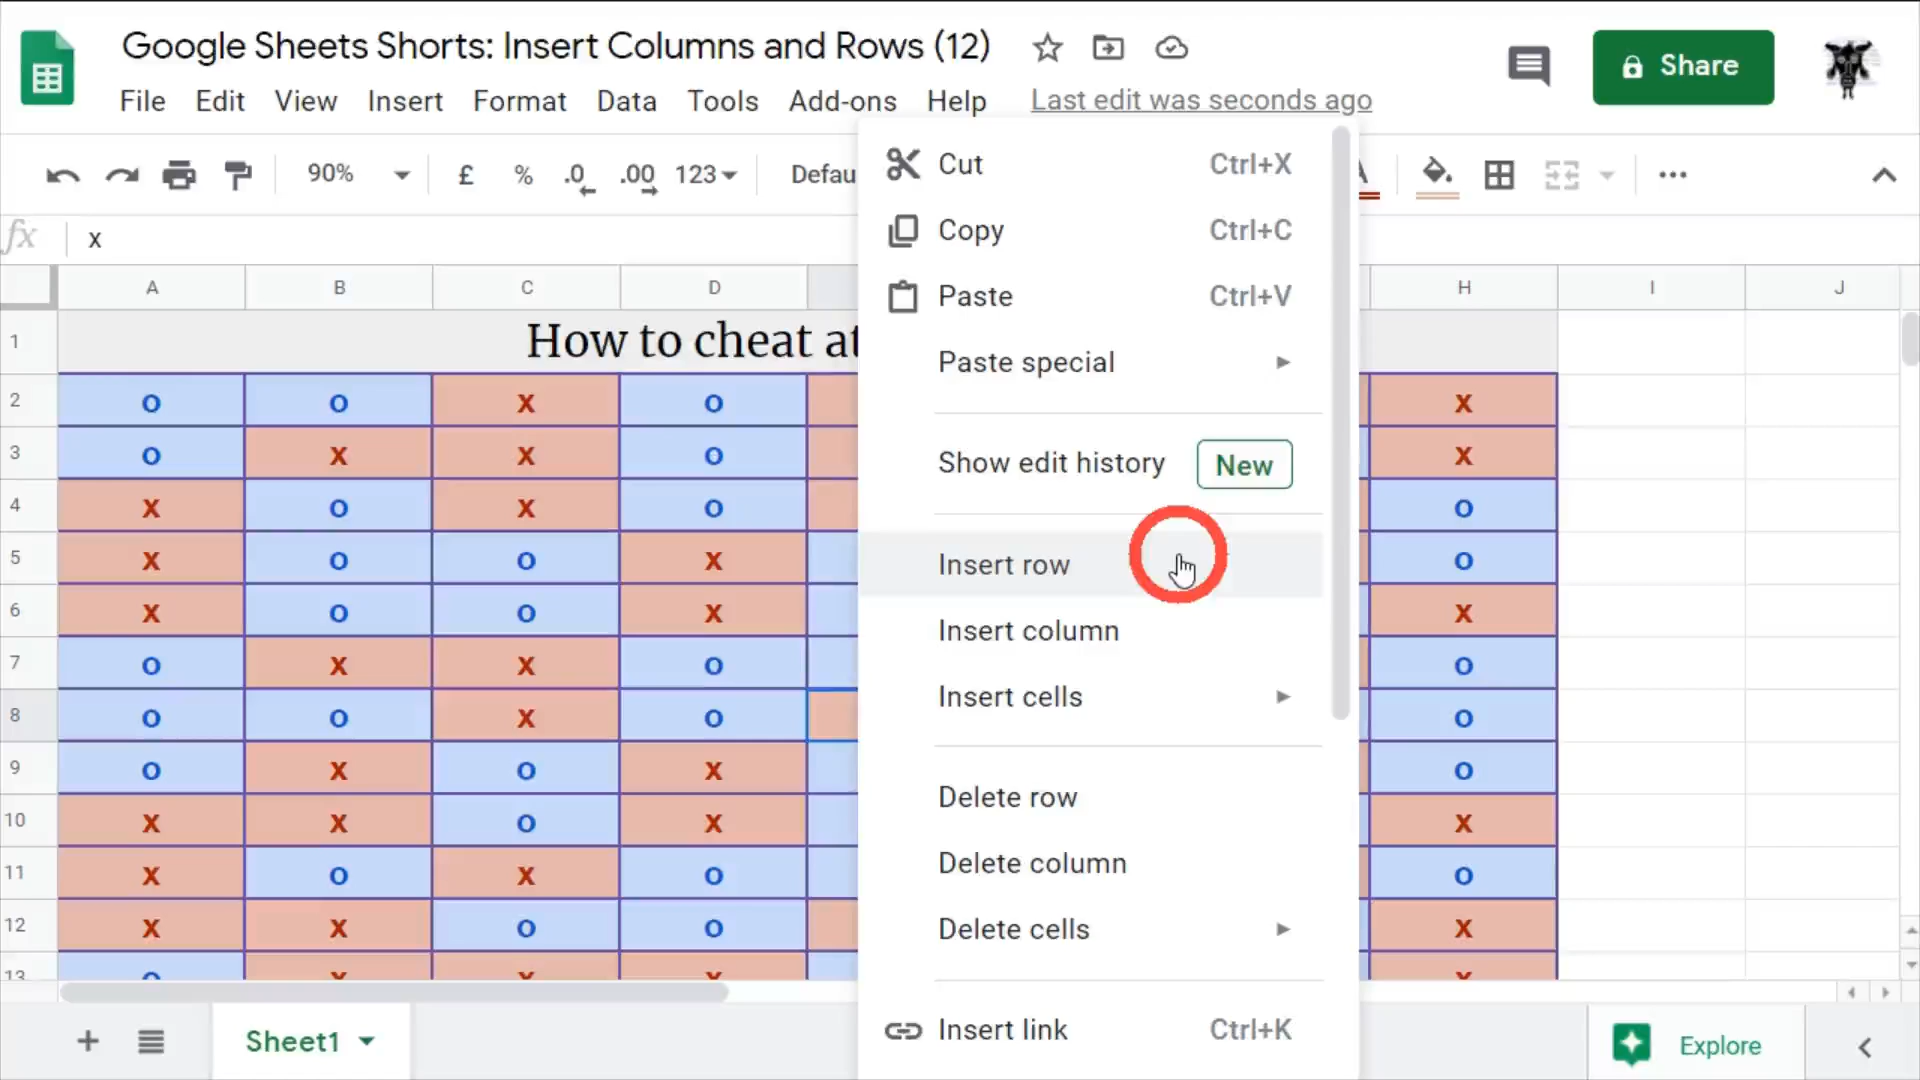 Google Sheets Shorts: Insert Columns and Rows (12)
Share
File Edit View Insert Format Data Tools Add-ons Help Last edit was seconds ago
90% £ % .0 .00 123 Defau
fx x
A B C D H I J
1 How to cheat at
2 o o x o x
3 o x x o x
4 x o x o o
5 x o o x o
6 x o o x x
7 o x x o o
8 o o x o o
9 o x o x o
10 x x o x x
11 x o x o o
12 x x o o x
13 o x x x x
Cut Ctrl+X
Copy Ctrl+C
Paste Ctrl+V
Paste special
Show edit history New
Insert row
Insert column
Insert cells
Delete row
Delete column
Delete cells
Insert link Ctrl+K
Sheet1
Explore